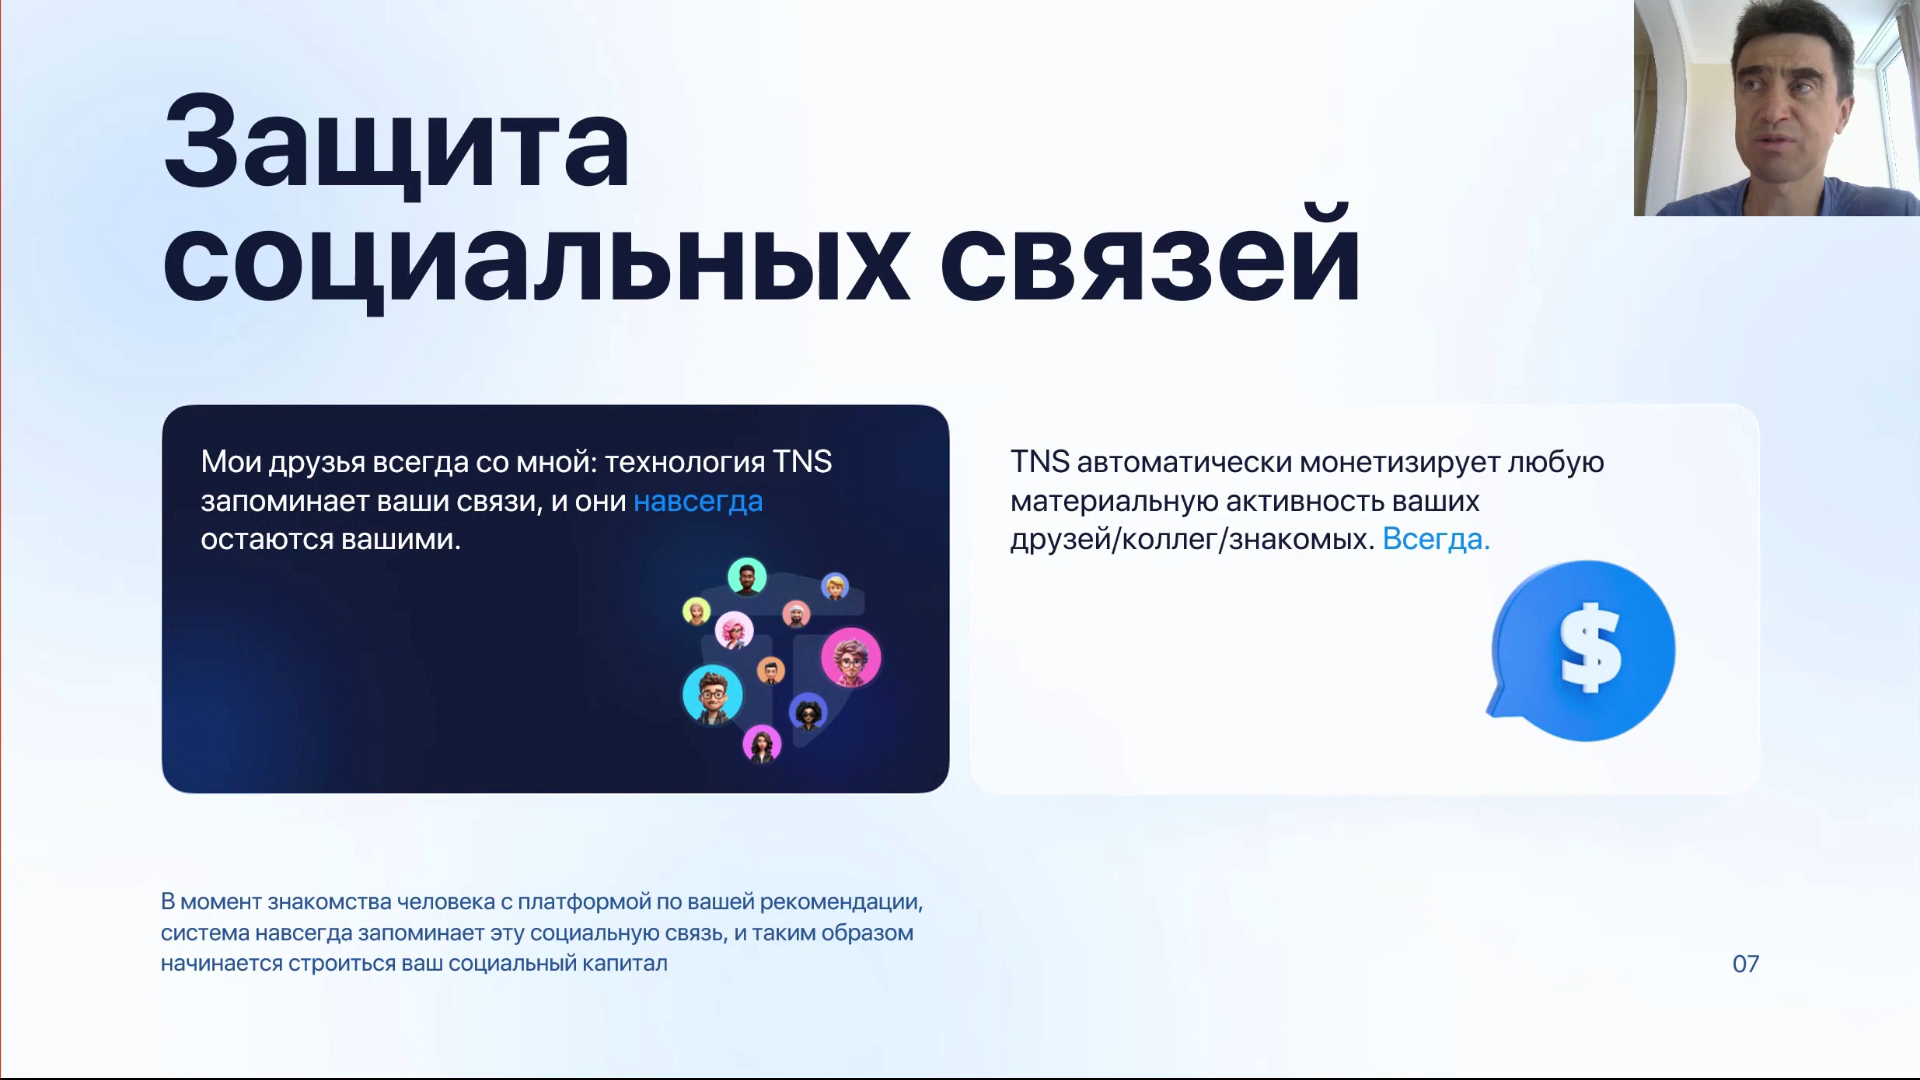 Защита
социальных связей
Мои друзья всегда со мной: технология TNS
запоминает ваши связи, и они навсегда
остаются вашими.
TNS автоматически монетизирует любую
материальную активность ваших
друзей/коллег/знакомых. Всегда.
$
В момент знакомства человека с платформой по вашей рекомендации,
система навсегда запоминает эту социальную связь, и таким образом
начинается строиться ваш социальный капитал
07